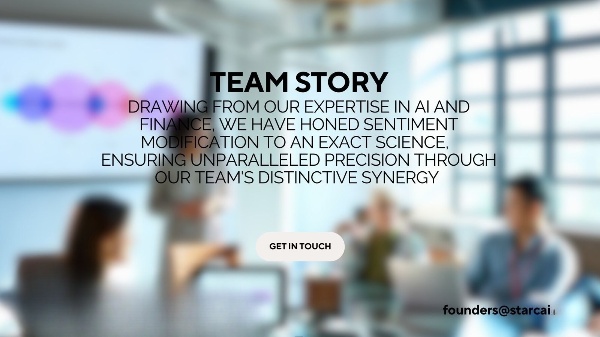 TEAM STORY
DRAWING FROM OUR EXPERTISE IN AI AND
FINANCE, WE HAVE HONED SENTIMENT
MODIFICATION TO AN EXACT SCIENCE,
ENSURING UNPARALLELED PRECISION THROUGH
OUR TEAM'S DISTINCTIVE SYNERGY
GET IN TOUCH
founders@starcai